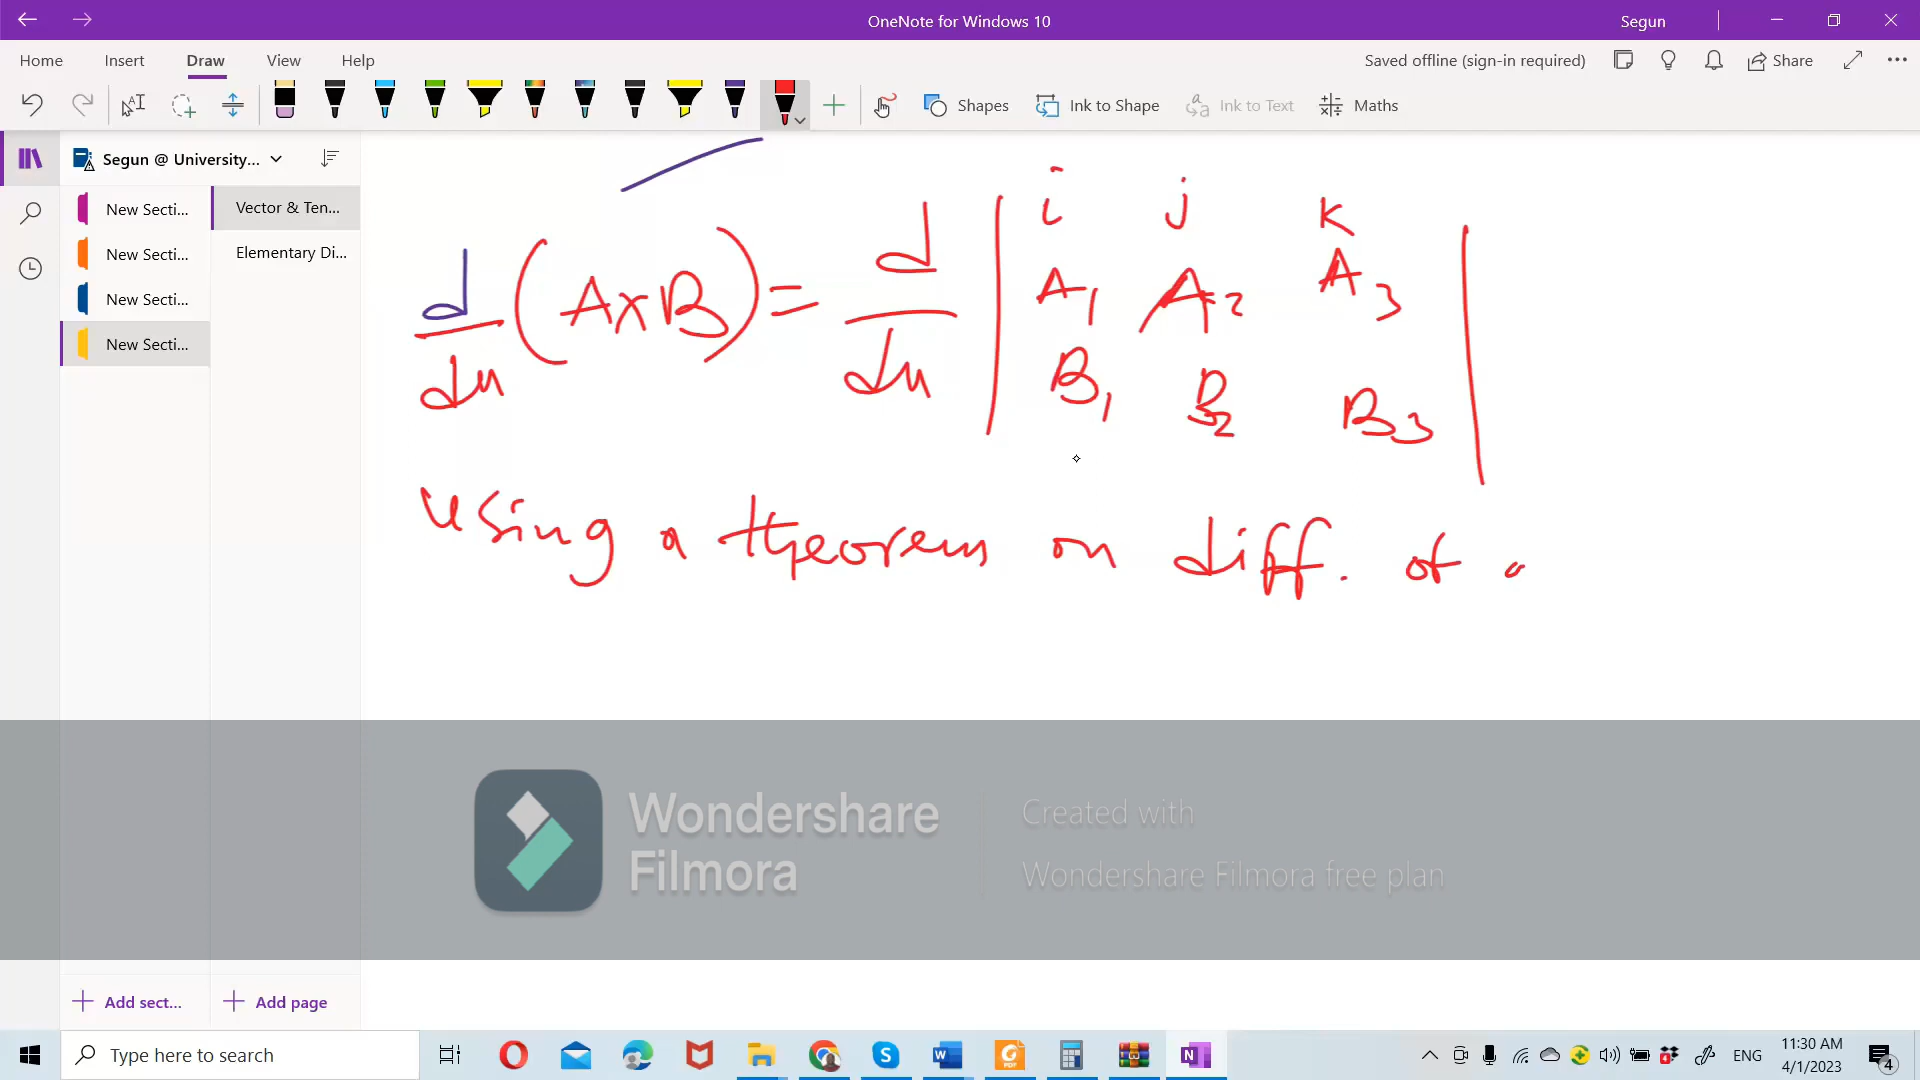 OneNote for Windows 10
Segun
Home Insert Draw View Help
Saved offline (sign-in required) Share
Shapes Ink to Shape Ink to Text Maths
Segun @ University...
New Secti... Vector & Ten...
New Secti... Elementary Di...
New Secti...
New Secti...
i j k
d/du (A×B) = d/du | A1 A2 A3 |
B1 B2 B3
Using a theorem on diff. of a
Wondershare Filmora
Created with
Wondershare Filmora free plan
Add sect... Add page
Type here to search
ENG 11:30 AM
4/1/2023
4